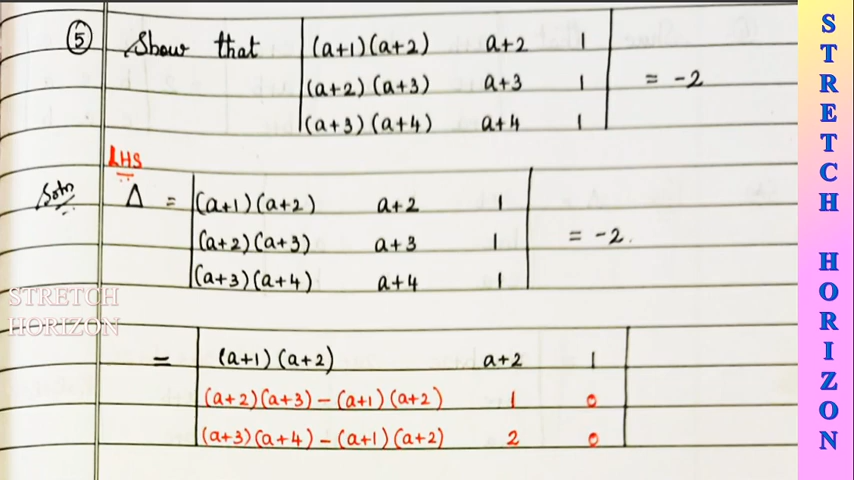 5 Show that | (a+1)(a+2) a+2 1 |
| (a+2)(a+3) a+3 1 | = -2
| (a+3)(a+4) a+4 1 |
LHS
Soln Δ = | (a+1)(a+2) a+2 1 |
| (a+2)(a+3) a+3 1 | = -2.
| (a+3)(a+4) a+4 1 |
STRETCH
HORIZON
= | (a+1)(a+2) a+2 1 |
| (a+2)(a+3) - (a+1)(a+2) 1 0 |
| (a+3)(a+4) - (a+1)(a+2) 2 0 |
STRETCH HORIZON